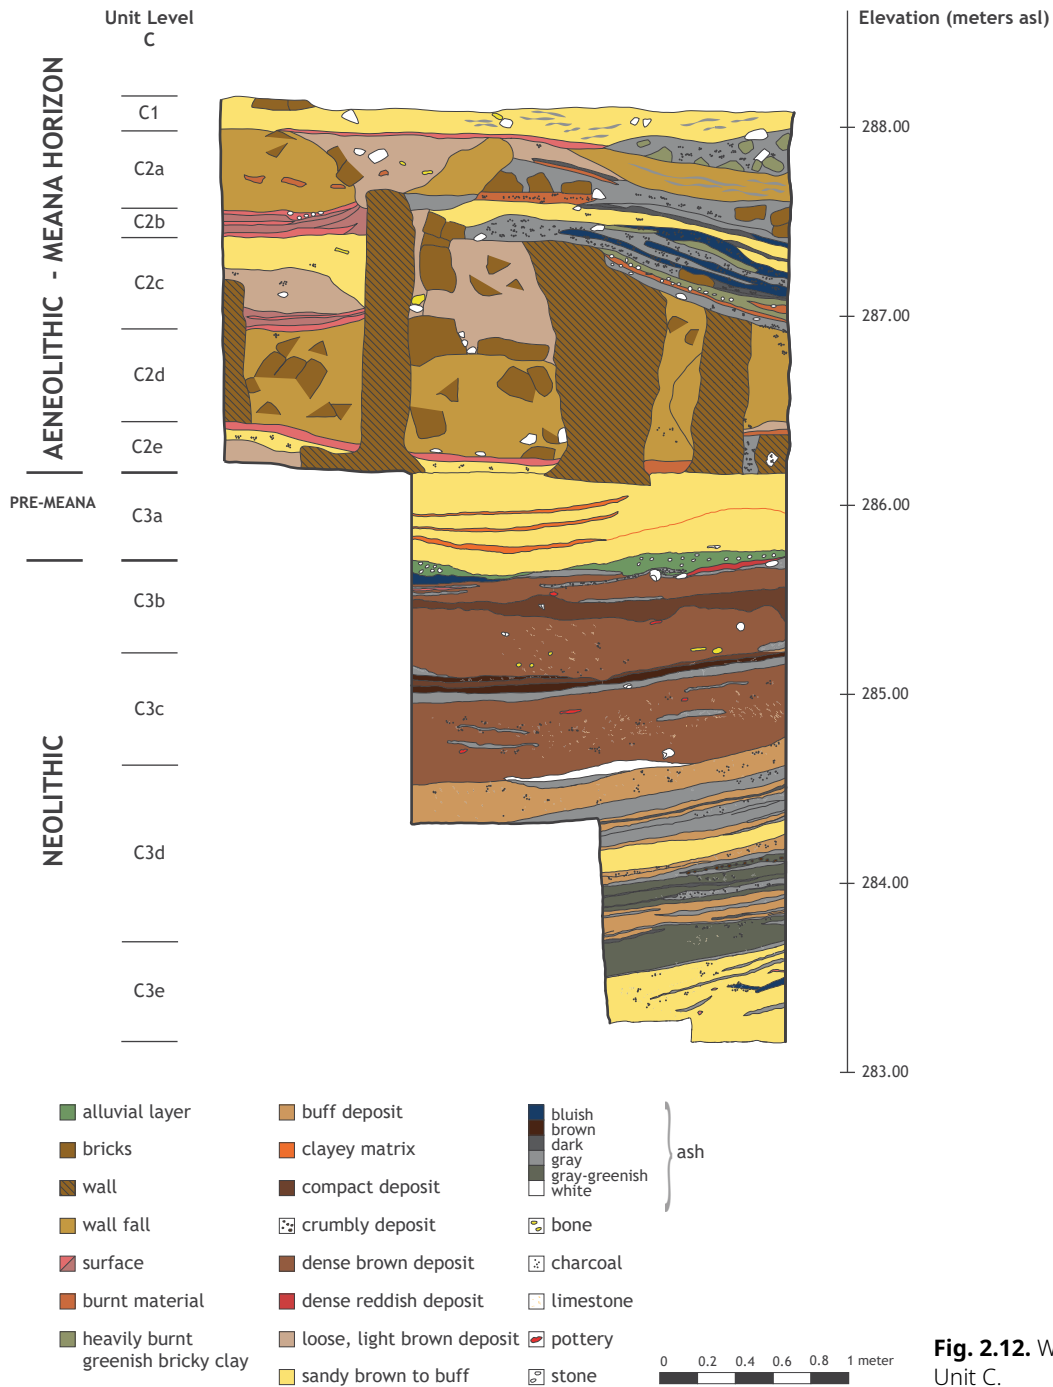 Unit Level
C
Elevation (meters asl)
AENEOLITHIC - MEANA HORIZON
PRE-MEANA
NEOLITHIC
C1
C2a
C2b
C2c
C2d
C2e
C3a
C3b
C3c
C3d
C3e
288.00
287.00
286.00
285.00
284.00
283.00
alluvial layer
bricks
wall
wall fall
surface
burnt material
heavily burnt
greenish bricky clay
buff deposit
clayey matrix
compact deposit
crumbly deposit
dense brown deposit
dense reddish deposit
loose, light brown deposit
sandy brown to buff
bluish
brown
dark
gray
gray-greenish
white
ash
bone
charcoal
limestone
pottery
stone
0 0.2 0.4 0.6 0.8 1 meter
Fig. 2.12. W
Unit C.